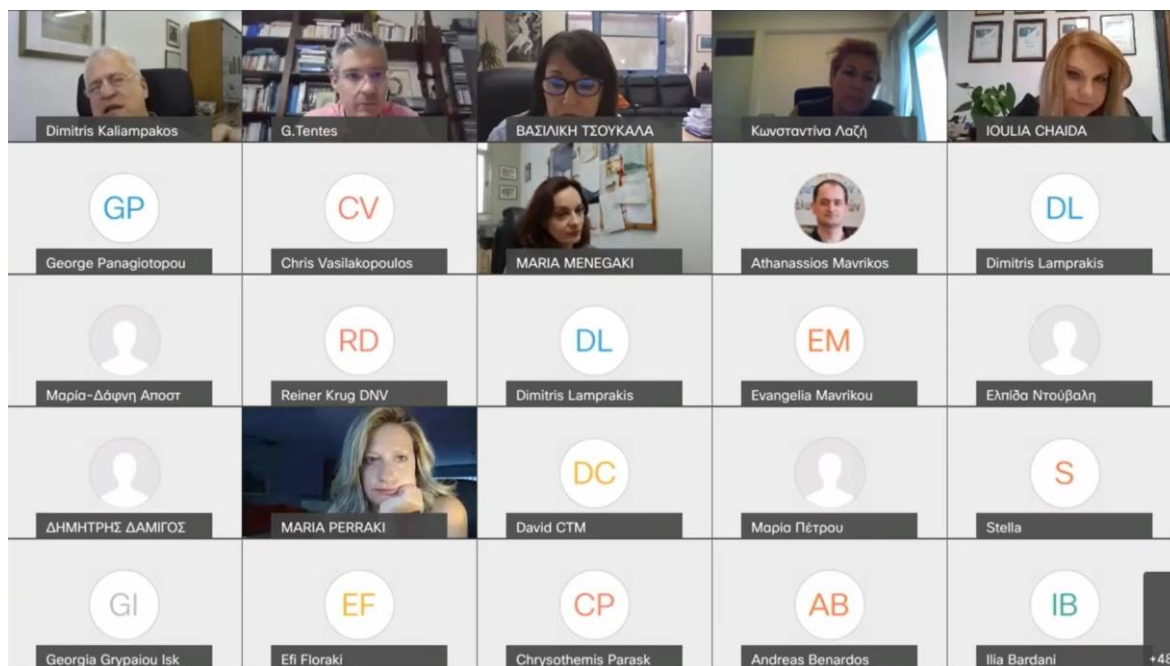 Dimitris Kaliampakos
G.Tentes
ΒΑΣΙΛΙΚΗ ΤΣΟΥΚΑΛΑ
Κωνσταντίνα Λαζή
IOULIA CHAIDA
GP
George Panagiotopou
CV
Chris Vasilakopoulos
MARIA MENEGAKI
Athanassios Mavrikos
DL
Dimitris Lamprakis
Μαρία-Δάφνη Αποστ
RD
Reiner Krug DNV
DL
Dimitris Lamprakis
EM
Evangelia Mavrikou
Ελπίδα Ντούβαλη
ΔΗΜΗΤΡΗΣ ΔΑΜΙΓΟΣ
MARIA PERRAKI
DC
David CTM
Μαρία Πέτρου
S
Stella
GI
Georgia Grypaiou Isk
EF
Efi Floraki
CP
Chrysothemis Parask
AB
Andreas Benardos
IB
Ilia Bardani